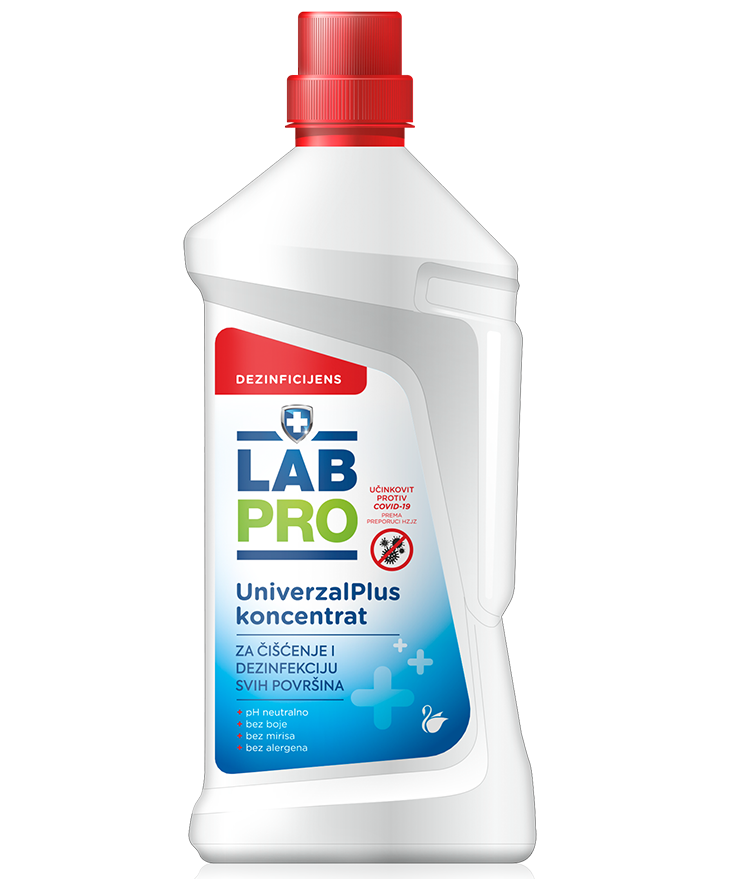 DEZINFICIJENS
LAB
PRO
UČINKOVIT
PROTIV
COVID-19
PREMA
PREPORUCI HZJZ
UniverzalPlus
koncentrat
ZA ČIŠĆENJE I
DEZINFEKCIJU
SVIH POVRŠINA
+ pH neutralno
+ bez boje
+ bez mirisa
+ bez alergena